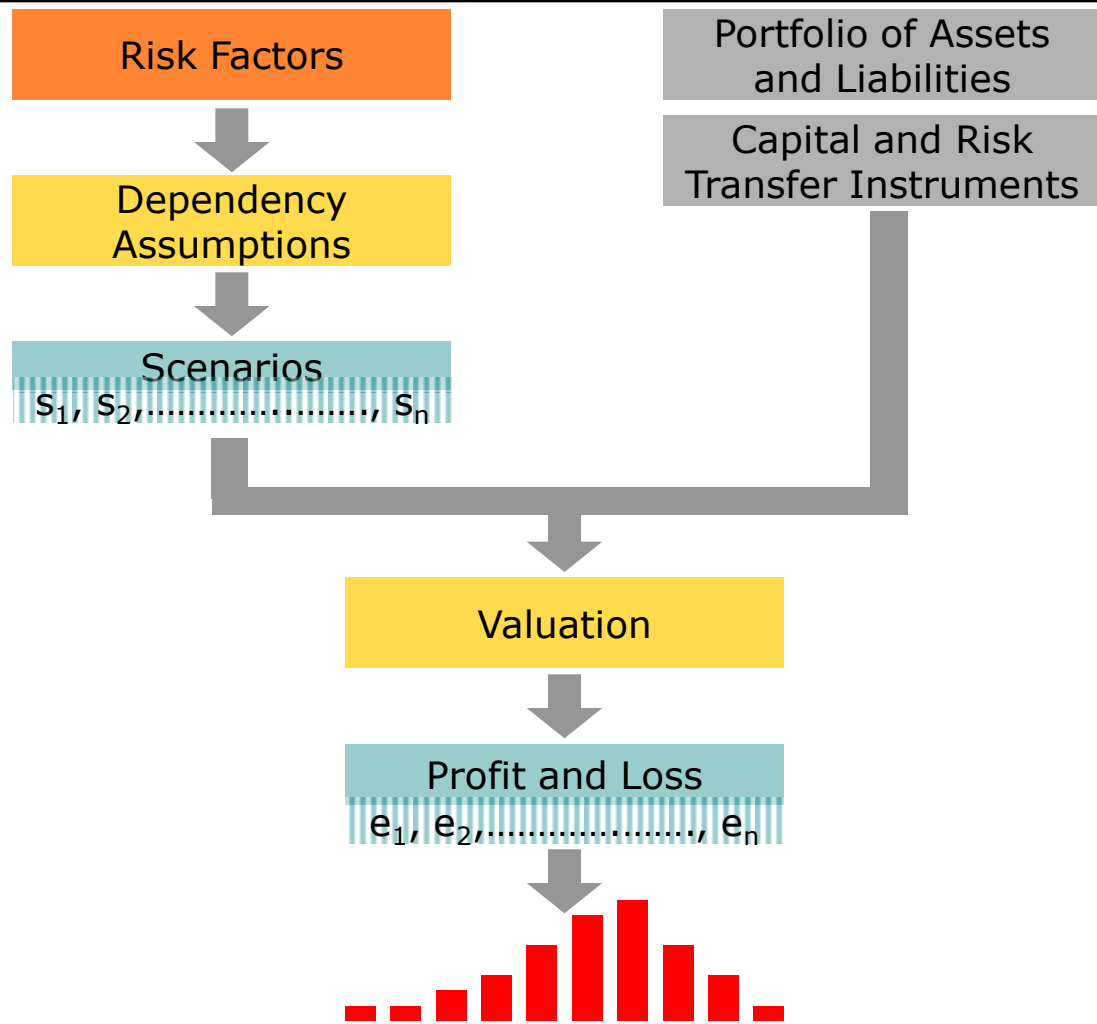 Risk Factors
Portfolio of Assets
and Liabilities
Capital and Risk
Transfer Instruments
Dependency
Assumptions
Scenarios
s₁, s₂,…………..……., sₙ
Valuation
Profit and Loss
e₁, e₂,………….……., eₙ